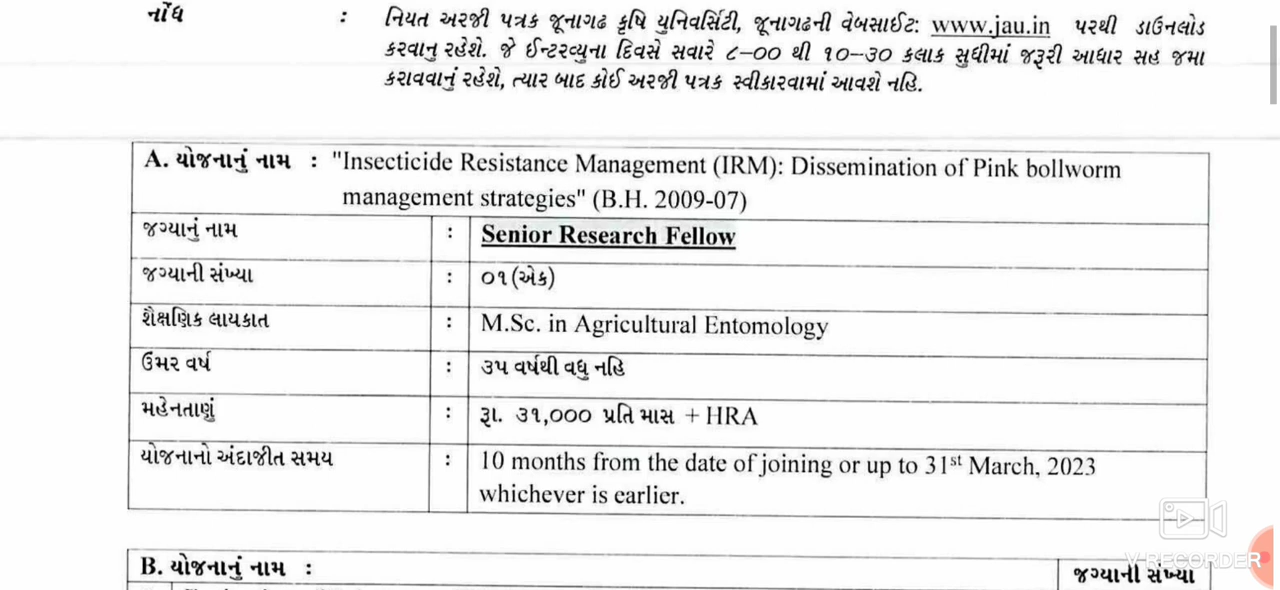 નોંધ : નિયત અરજી પત્રક જૂનાગઢ કૃષિ યુનિવર્સિટી, જૂનાગઢની વેબસાઈટ: www.jau.in પરથી ડાઉનલોડ
કરવાનુ રહેશે. જે ઈન્ટરવ્યુના દિવસે સવારે ૮-૦૦ થી ૧૦-૩૦ કલાક સુધીમાં જરૂરી આધાર સહ જમા
કરાવવાનું રહેશે, ત્યાર બાદ કોઈ અરજી પત્રક સ્વીકારવામાં આવશે નહિ.
A. યોજનાનું નામ : "Insecticide Resistance Management (IRM): Dissemination of Pink bollworm
management strategies" (B.H. 2009-07)
જગ્યાનું નામ : Senior Research Fellow
જગ્યાની સંખ્યા : ૦૧(એક)
શૈક્ષણિક લાયકાત : M.Sc. in Agricultural Entomology
ઉંમર વર્ષ : ૩૫ વર્ષથી વધુ નહિ
મહેનતાણું : રૂા. ૩૧,૦૦૦ પ્રતિ માસ + HRA
યોજનાનો અંદાજીત સમય : 10 months from the date of joining or up to 31st March, 2023
whichever is earlier.
B. યોજનાનું નામ :
જગ્યાની સંખ્યા
V RECORDER